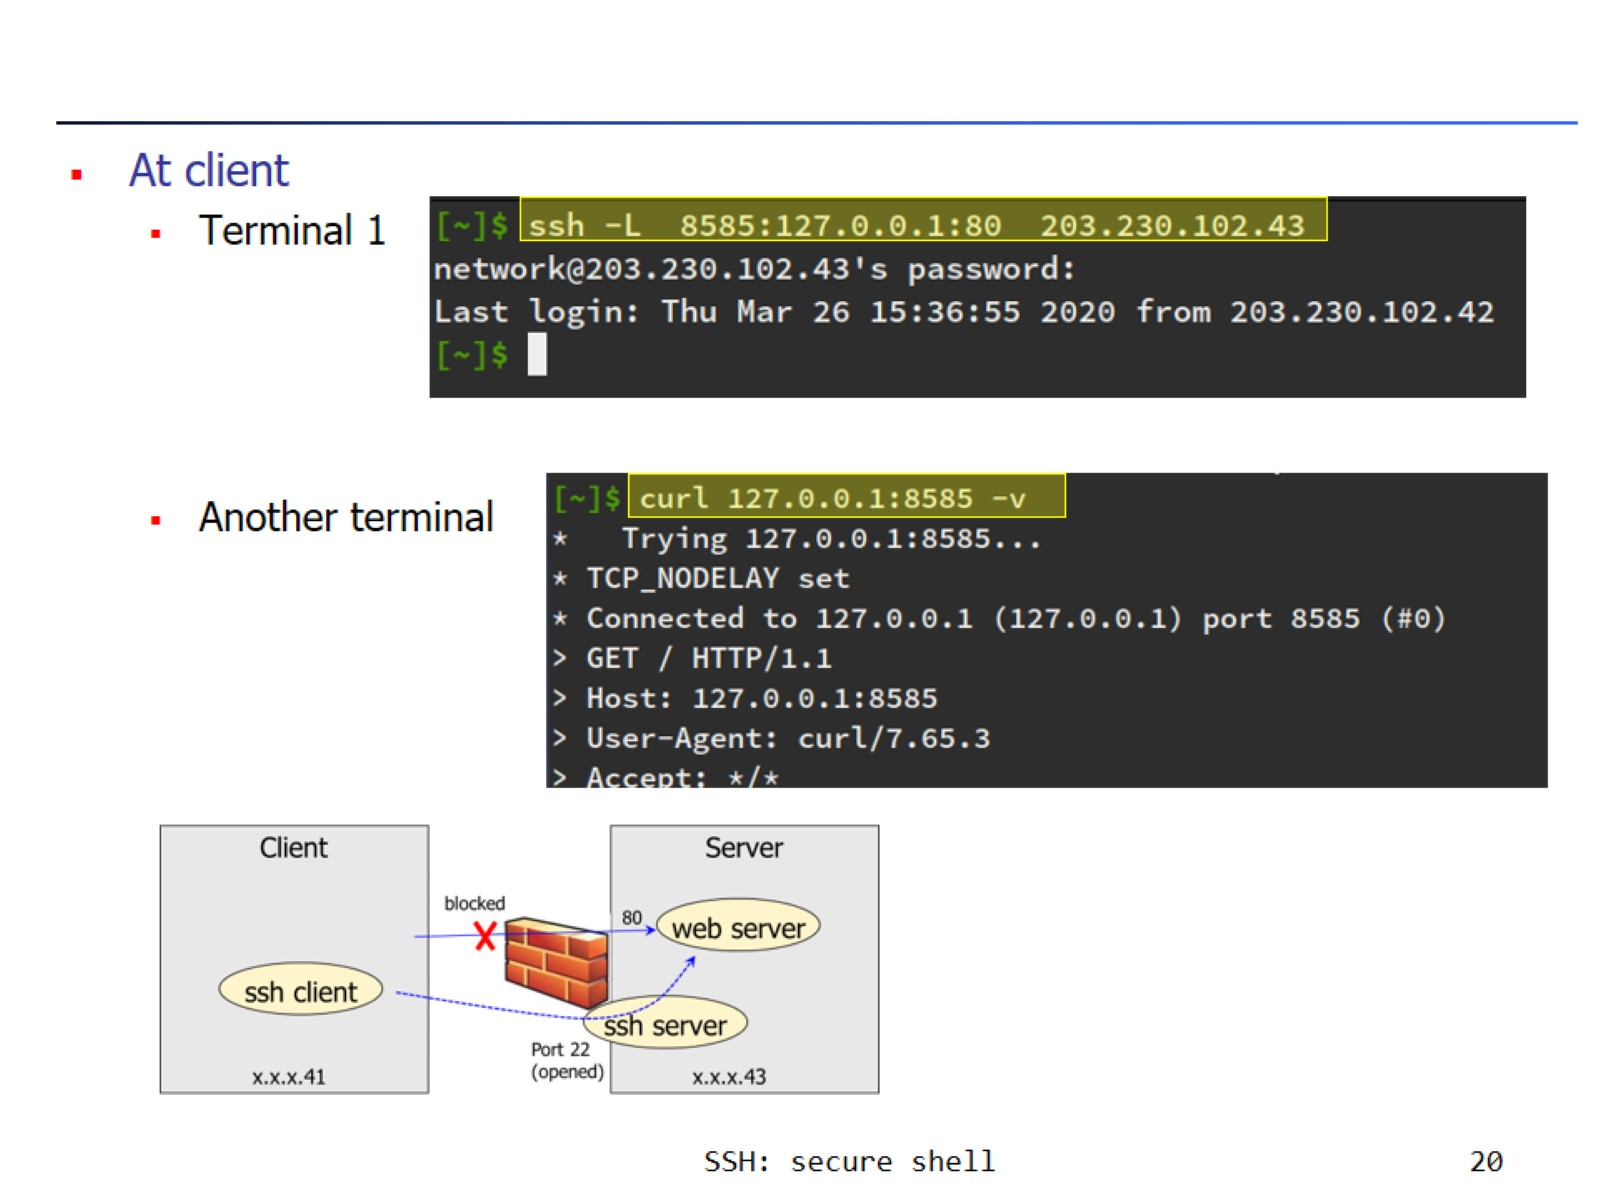 At client
Terminal 1
[~]$ ssh -L 8585:127.0.0.1:80 203.230.102.43
network@203.230.102.43's password:
Last login: Thu Mar 26 15:36:55 2020 from 203.230.102.42
[~]$
Another terminal
[~]$ curl 127.0.0.1:8585 -v
*   Trying 127.0.0.1:8585...
* TCP_NODELAY set
* Connected to 127.0.0.1 (127.0.0.1) port 8585 (#0)
> GET / HTTP/1.1
> Host: 127.0.0.1:8585
> User-Agent: curl/7.65.3
> Accept: */*
Client
Server
blocked
80
web server
ssh client
ssh server
Port 22
(opened)
x.x.x.41
x.x.x.43
SSH: secure shell
20